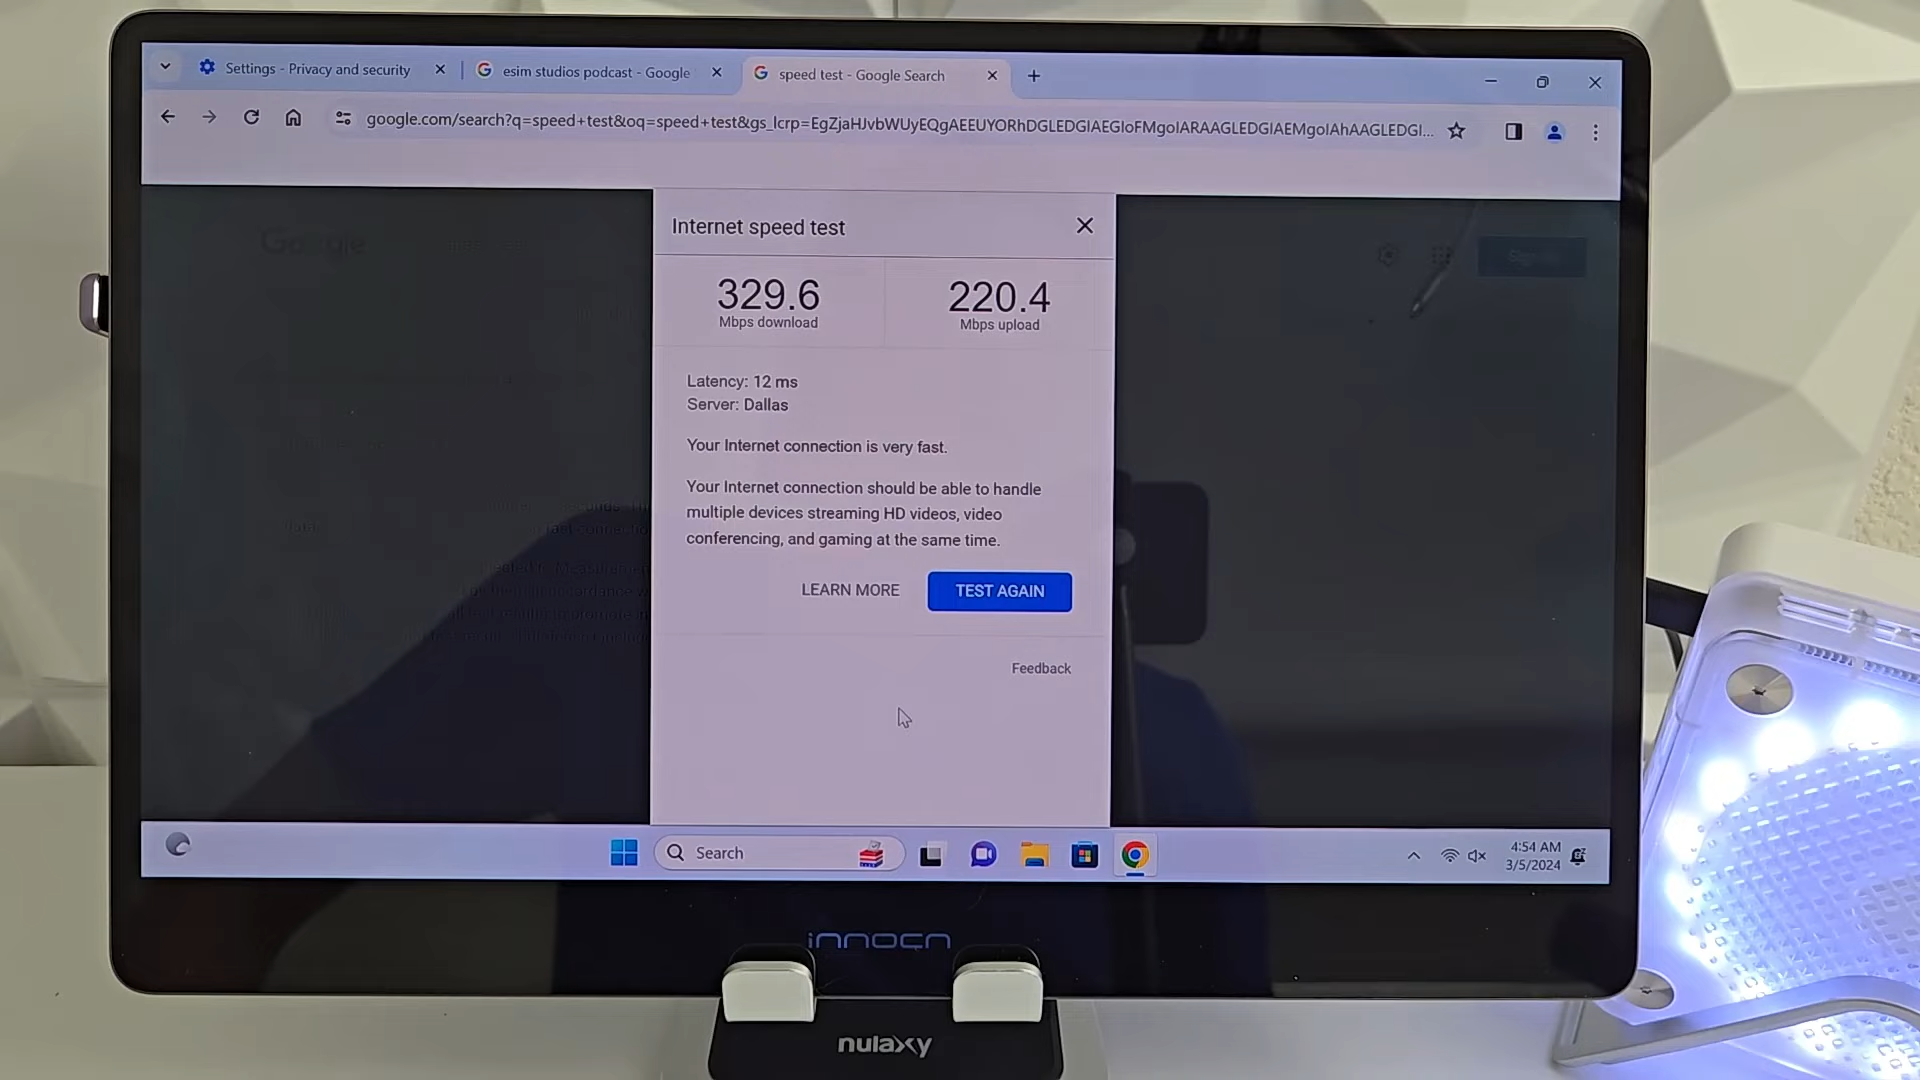 Settings - Privacy and security
esim studios podcast - Google
speed test - Google Search
google.com/search?q=speed+test&oq=speed+test&gs_lcrp=EgZjaHJvbWUyEQgAEEUYORhDGLEDGIAEGIoFMgoIARAAGLEDGIAEMgoIAhAAGLEDGI...
Google
Internet speed test
329.6
Mbps download
220.4
Mbps upload
Latency: 12 ms
Server: Dallas
Your Internet connection is very fast.
Your Internet connection should be able to handle
multiple devices streaming HD videos, video
conferencing, and gaming at the same time.
LEARN MORE
TEST AGAIN
Feedback
Search
4:54 AM
3/5/2024
innocn
nulaxy